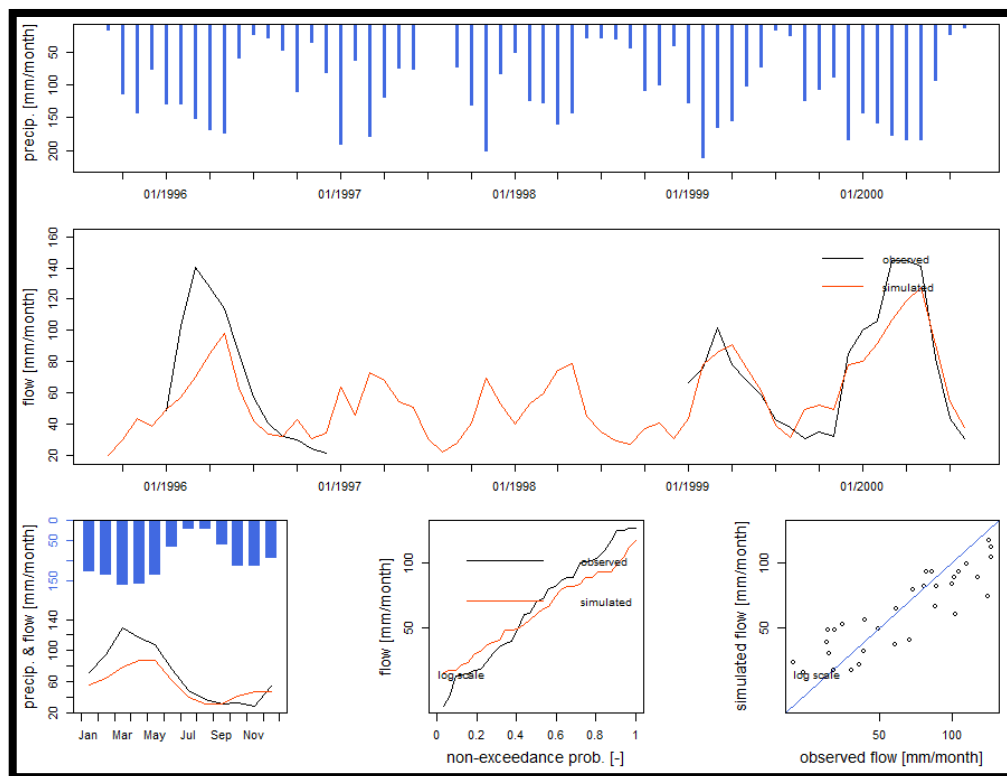 precip. [mm/month]
50
100
150
200
01/1996
01/1997
01/1998
01/1999
01/2000
flow [mm/month]
160
140
120
100
80
60
40
20
observed
simulated
01/1996
01/1997
01/1998
01/1999
01/2000
precip. & flow [mm/month]
0
50
150
140
100
60
20
Jan Mar May Jul Sep Nov
flow [mm/month]
100
50
observed
simulated
log scale
0 0.2 0.4 0.6 0.8 1
non-exceedance prob. [-]
simulated flow [mm/month]
100
50
log scale
50 100
observed flow [mm/month]